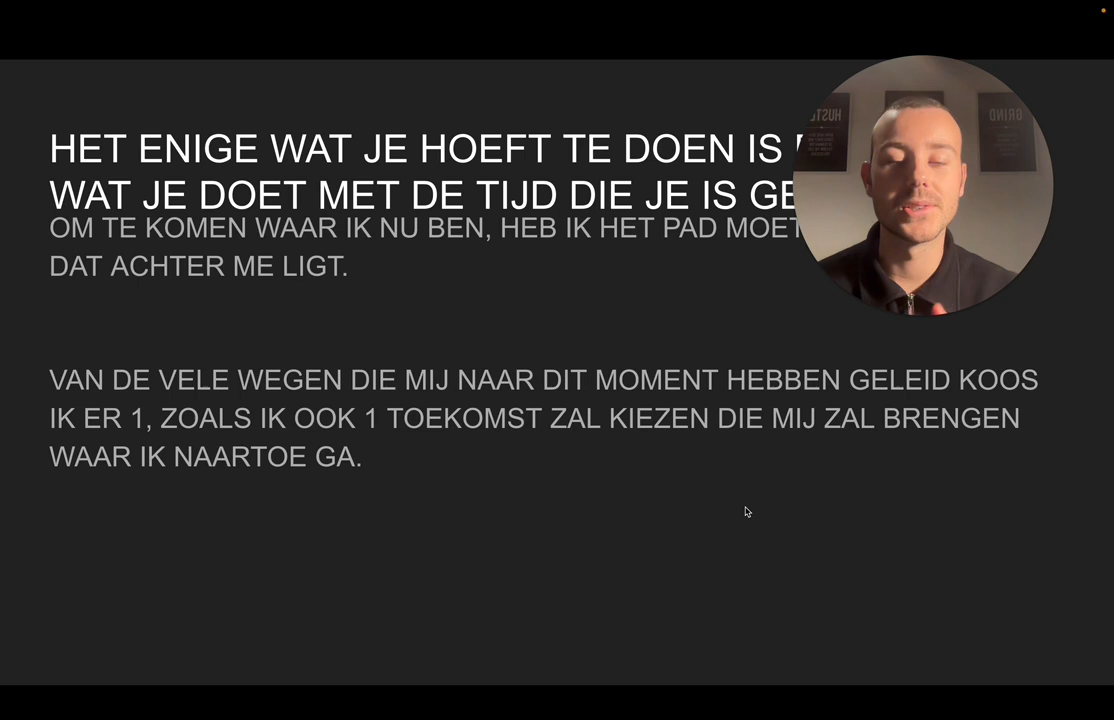 HET ENIGE WAT JE HOEFT TE DOEN IS
WAT JE DOET MET DE TIJD DIE JE IS
OM TE KOMEN WAAR IK NU BEN, HEB IK HET PAD
DAT ACHTER ME LIGT.
VAN DE VELE WEGEN DIE MIJ NAAR DIT MOMENT HEBBEN GELEID KOOS
IK ER 1, ZOALS IK OOK 1 TOEKOMST ZAL KIEZEN DIE MIJ ZAL BRENGEN
WAAR IK NAARTOE GA.
HUSTLE
GRIND